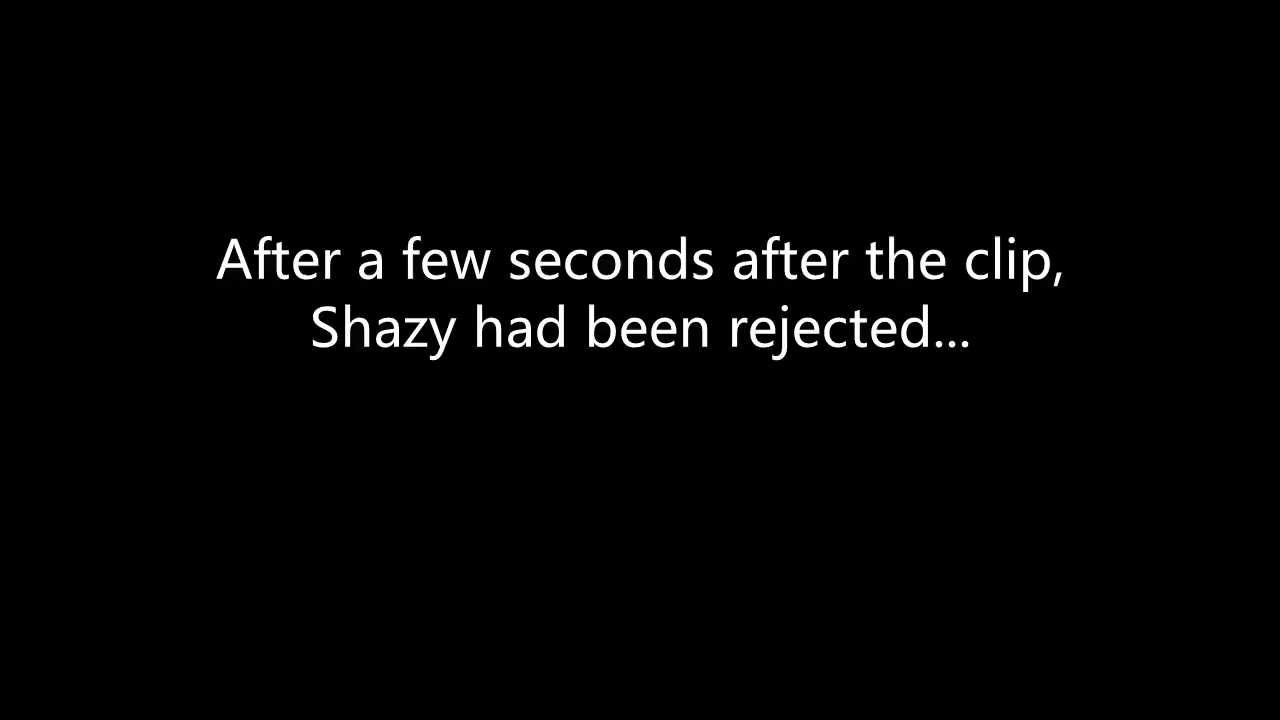 After a few seconds after the clip,
Shazy had been rejected...